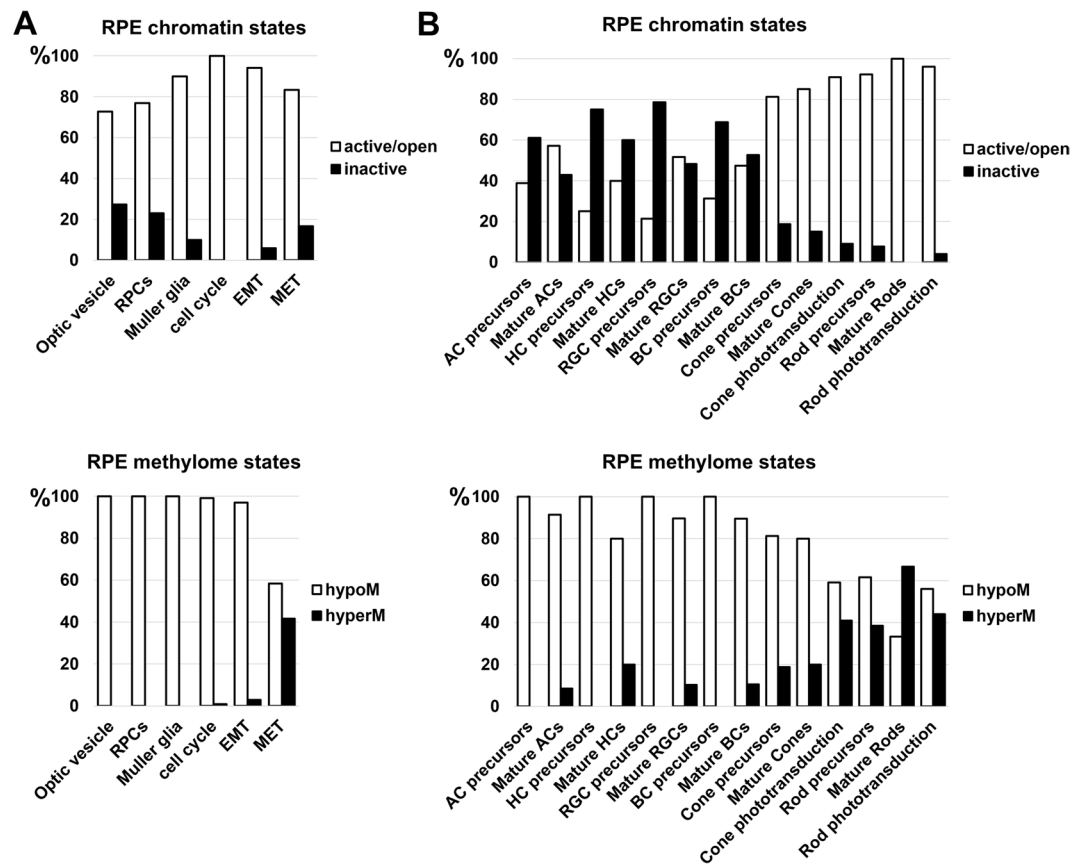 A
RPE chromatin states
%100
80
60
40
20
0
active/open
inactive
Optic vesicle
RPCs
Muller glia
cell cycle
EMT
MET
B
RPE chromatin states
%
100
80
60
40
20
0
active/open
inactive
AC precursors
Mature ACs
HC precursors
Mature HCs
RGC precursors
Mature RGCs
BC precursors
Mature BCs
Cone precursors
Mature Cones
Cone phototransduction
Rod precursors
Mature Rods
Rod phototransduction
RPE methylome states
%100
80
60
40
20
0
hypoM
hyperM
Optic vesicle
RPCs
Muller glia
cell cycle
EMT
MET
RPE methylome states
%100
80
60
40
20
0
hypoM
hyperM
AC precursors
Mature ACs
HC precursors
Mature HCs
RGC precursors
Mature RGCs
BC precursors
Mature BCs
Cone precursors
Mature Cones
Cone phototransduction
Rod precursors
Mature Rods
Rod phototransduction